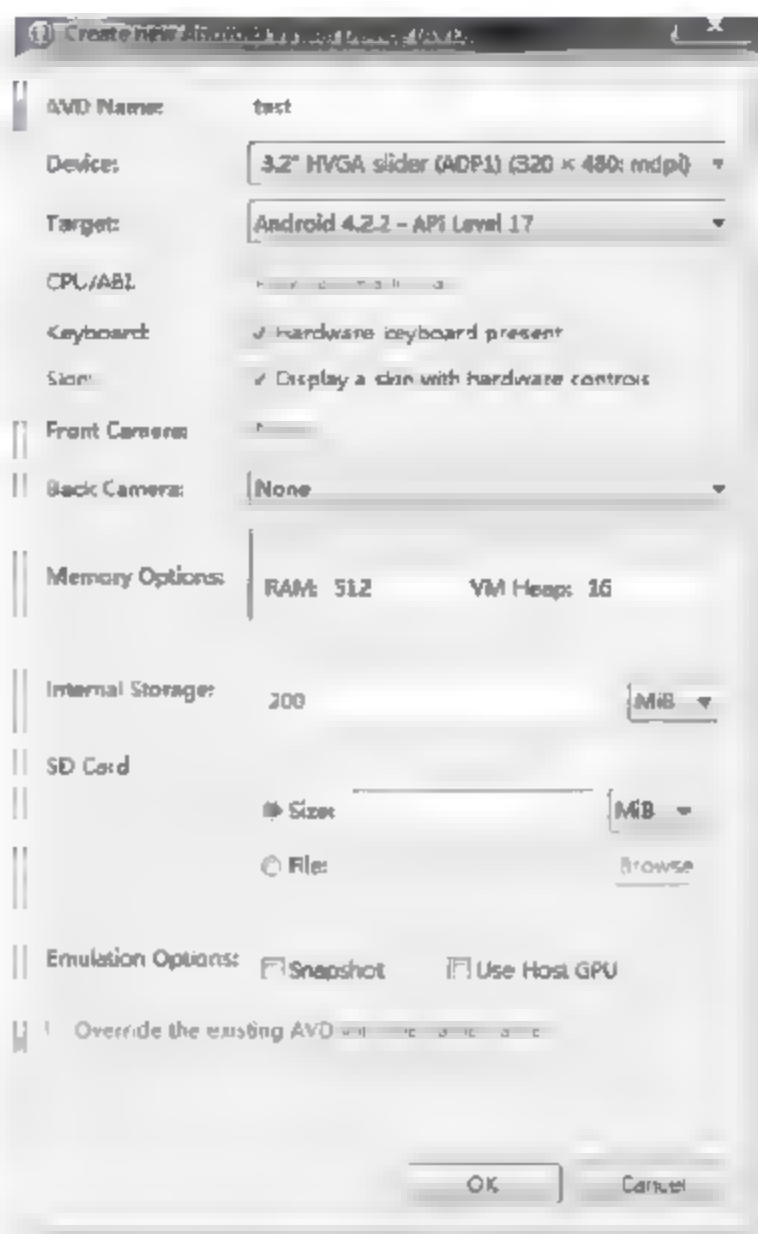 Create new
AVD Name: test
Device: 3.2" HVGA slider (ADP1) (320 × 480: mdpi)
Target: Android 4.2.2 - API Level 17
CPU/ABI:
Keyboard: Hardware keyboard present
Skin: Display a skin with hardware controls
Front Camera:
Back Camera: None
Memory Options: RAM: 512 VM Heap: 16
Internal Storage: 200 MiB
SD Card
Size: MiB
File: Browse
Emulation Options: Snapshot Use Host GPU
Override the existing AVD
OK Cancel